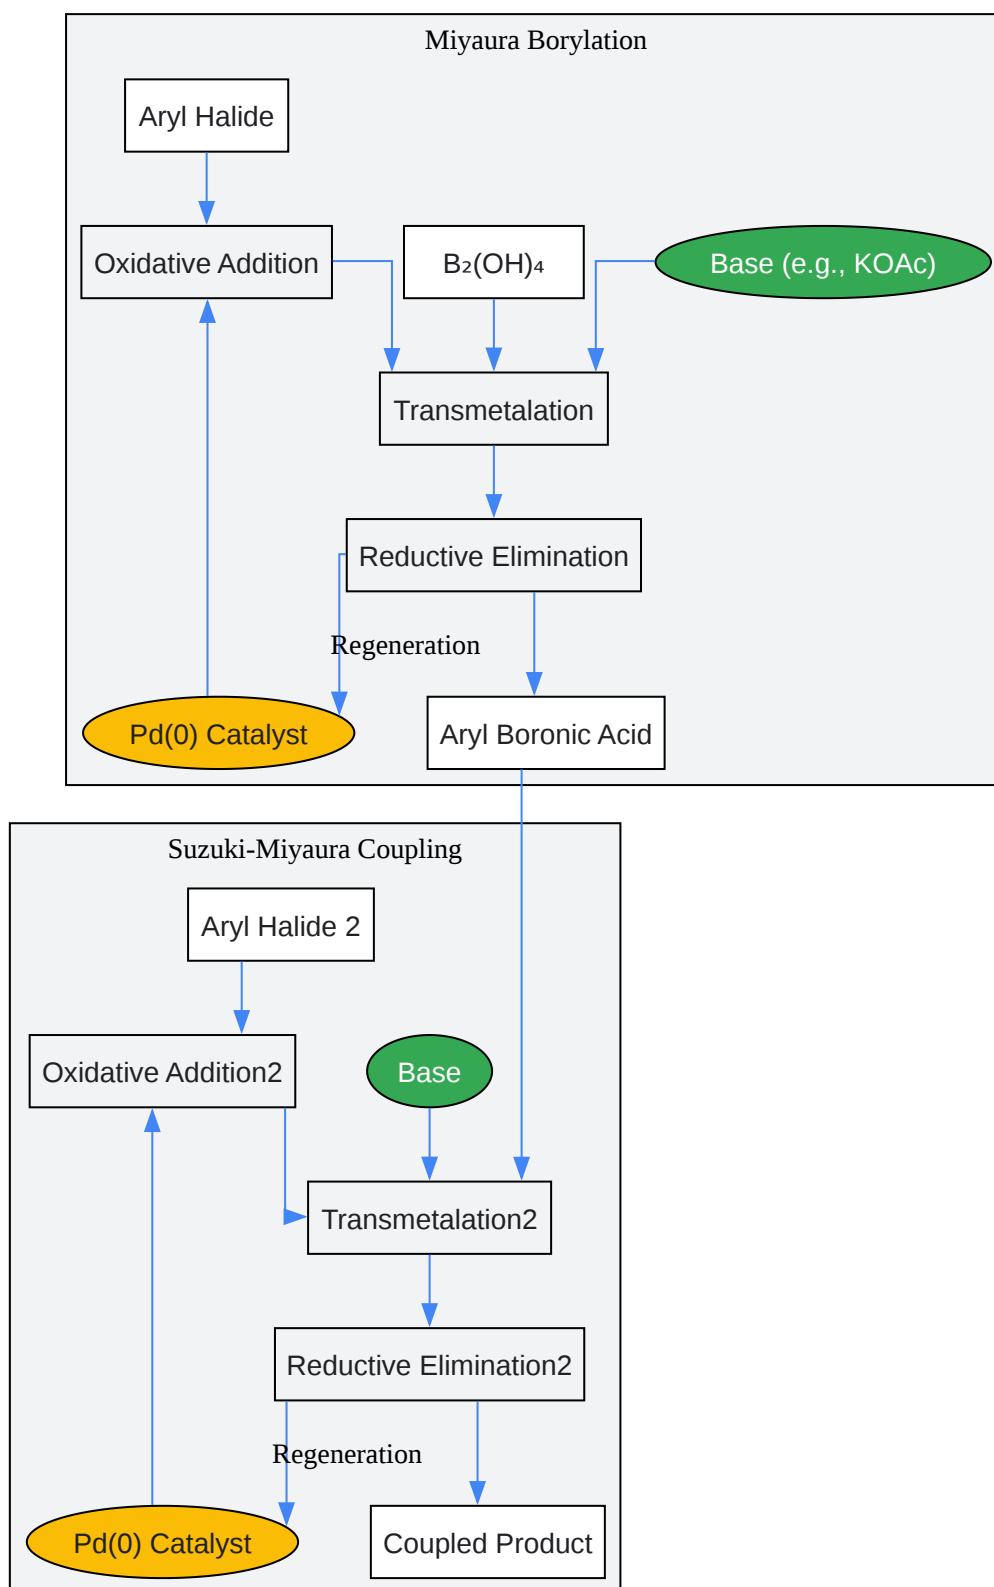 Miyaura Borylation
Aryl Halide
Oxidative Addition
B₂(OH)₄
Base (e.g., KOAc)
Transmetalation
Reductive Elimination
Regeneration
Pd(0) Catalyst
Aryl Boronic Acid
Suzuki-Miyaura Coupling
Aryl Halide 2
Oxidative Addition2
Base
Transmetalation2
Reductive Elimination2
Regeneration
Pd(0) Catalyst
Coupled Product